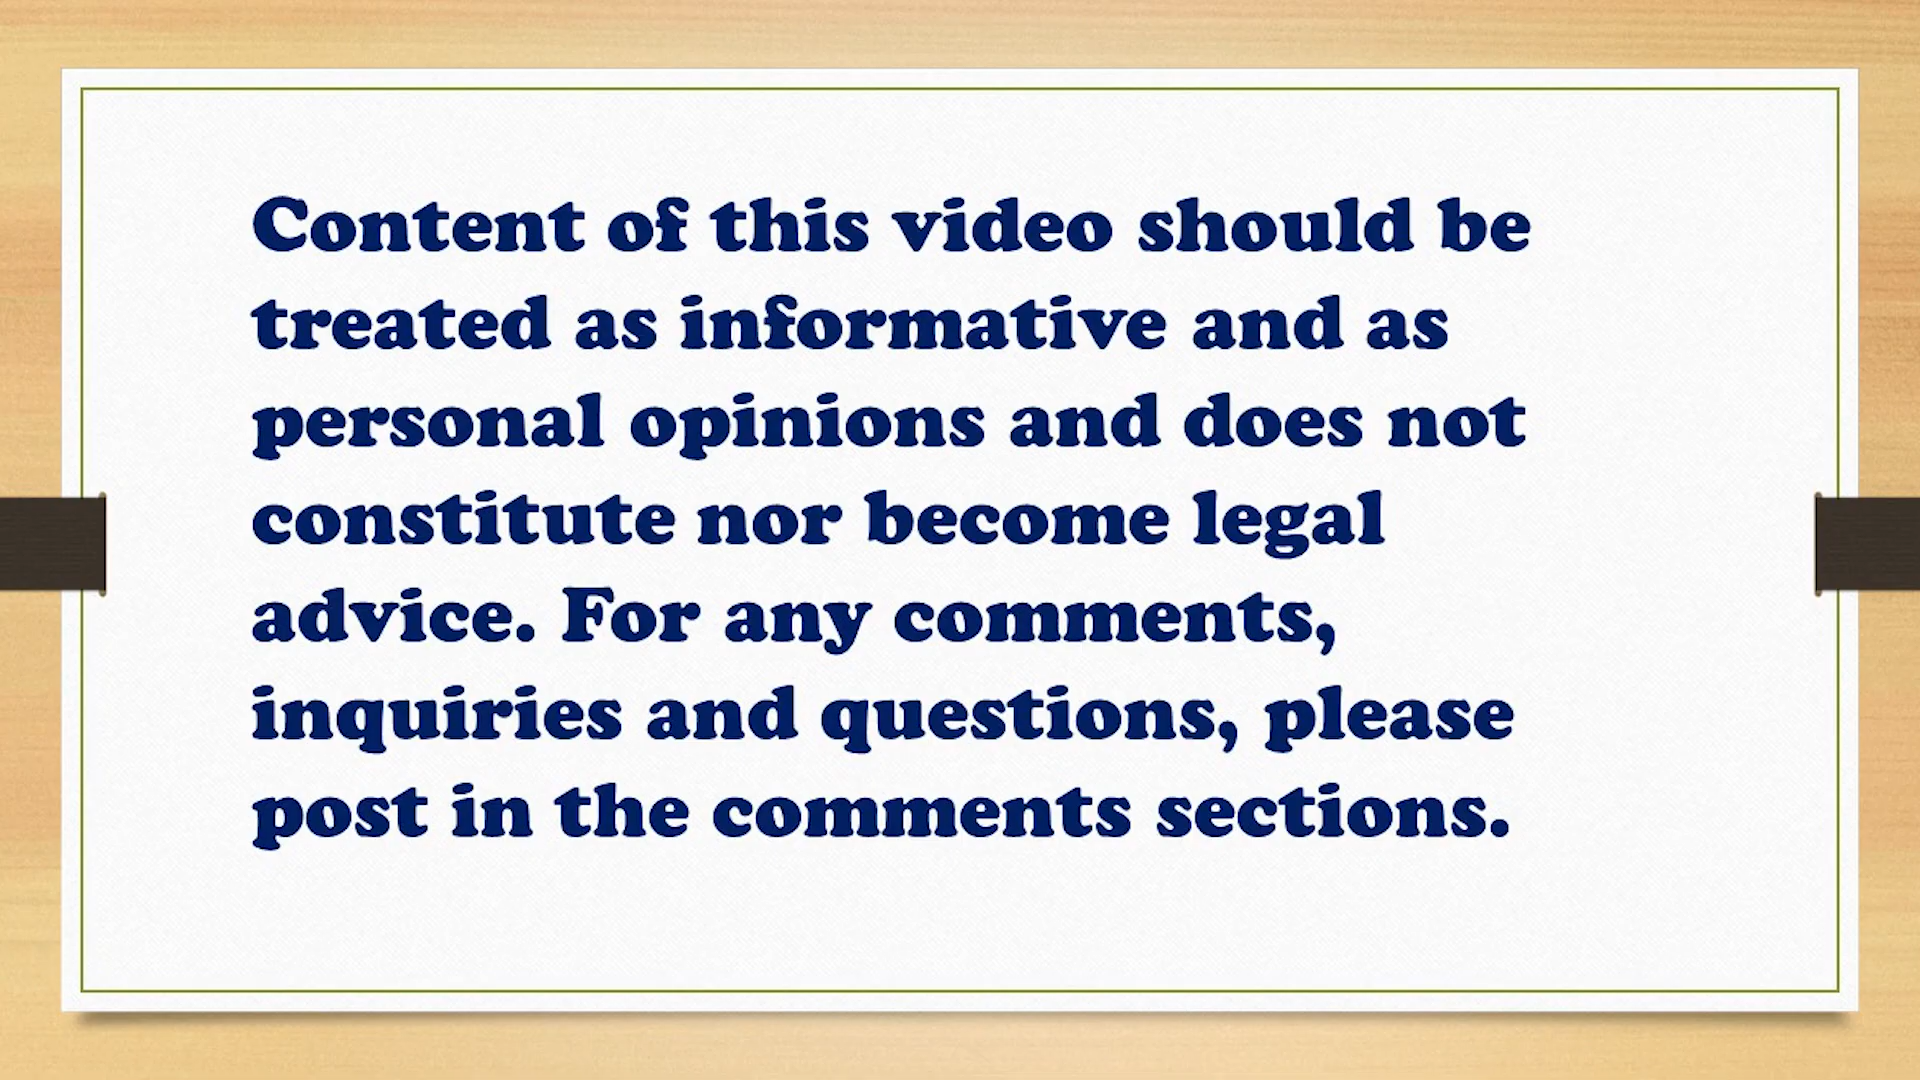 Content of this video should be
treated as informative and as
personal opinions and does not
constitute nor become legal
advice. For any comments,
inquiries and questions, please
post in the comments sections.